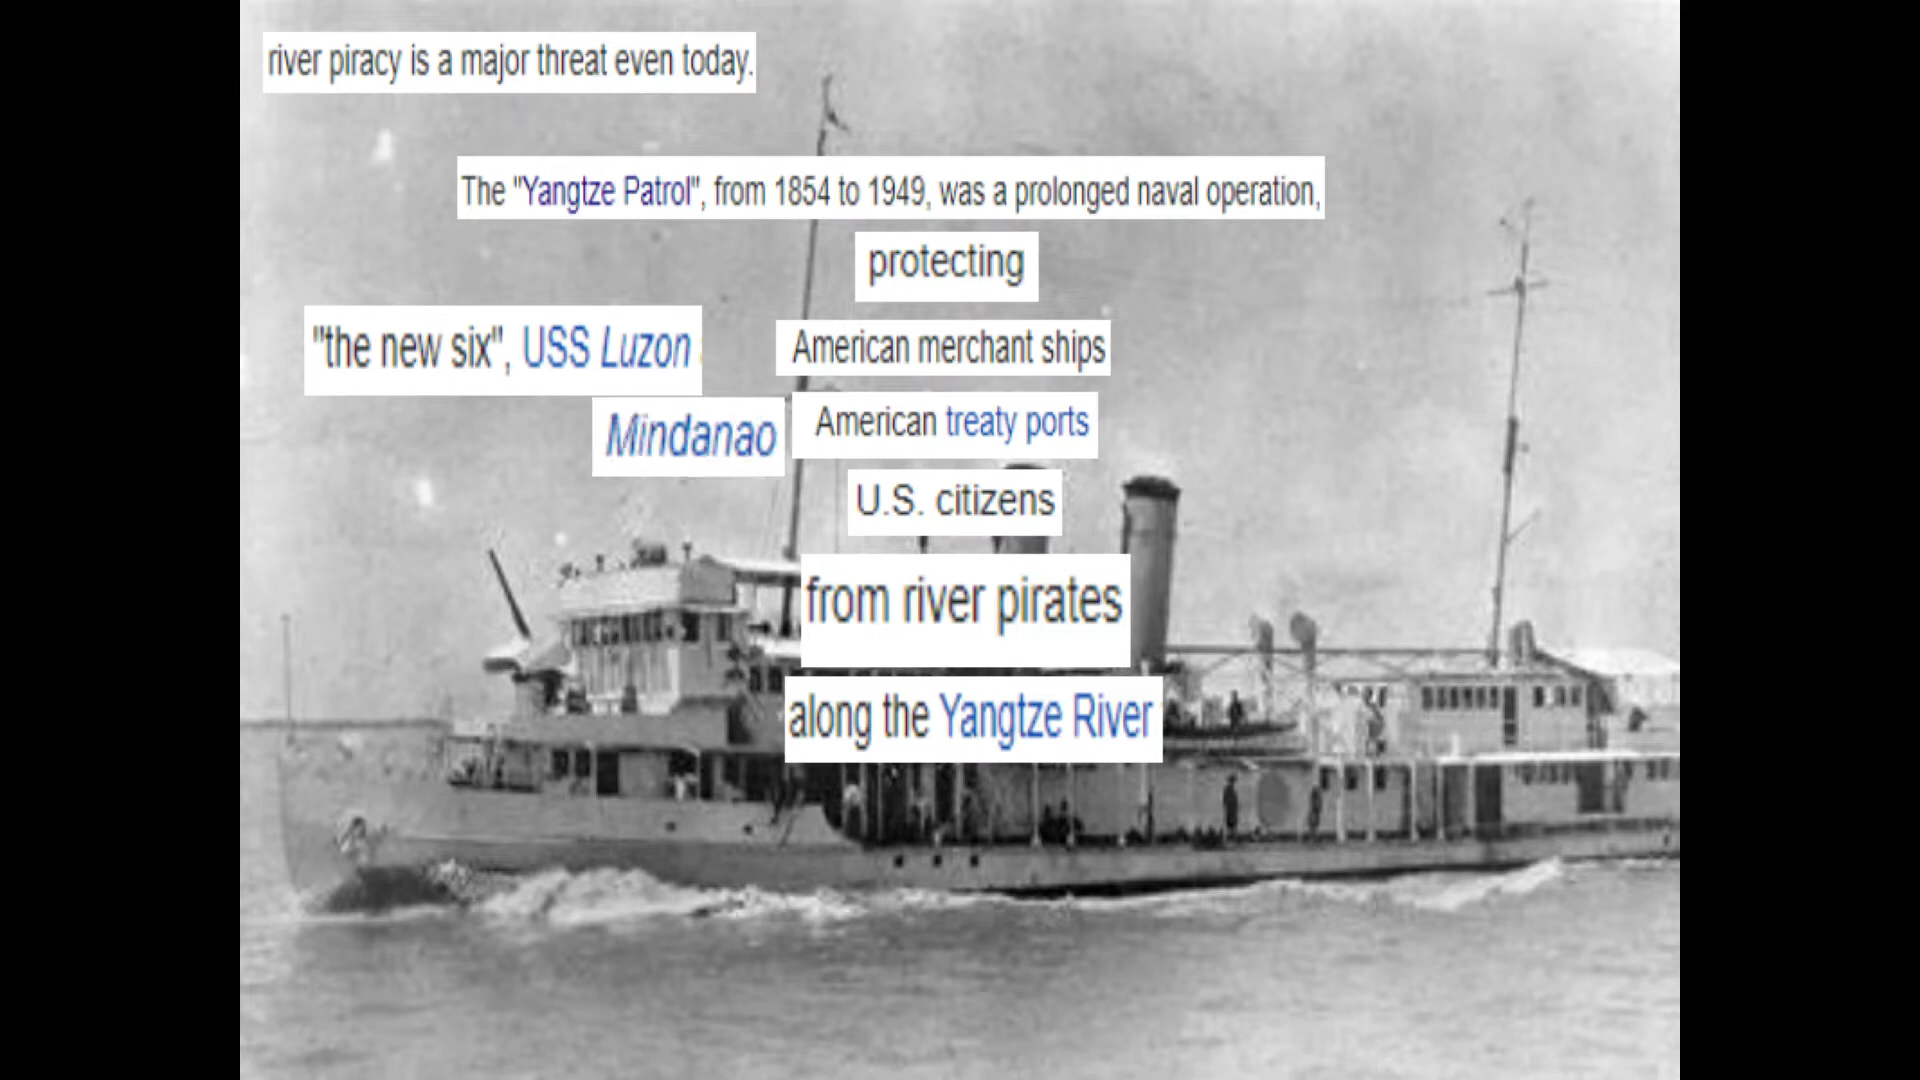 river piracy is a major threat even today.
The "Yangtze Patrol", from 1854 to 1949, was a prolonged naval operation,
protecting
"the new six", USS Luzon
American merchant ships
Mindanao
American treaty ports
U.S. citizens
from river pirates
along the Yangtze River